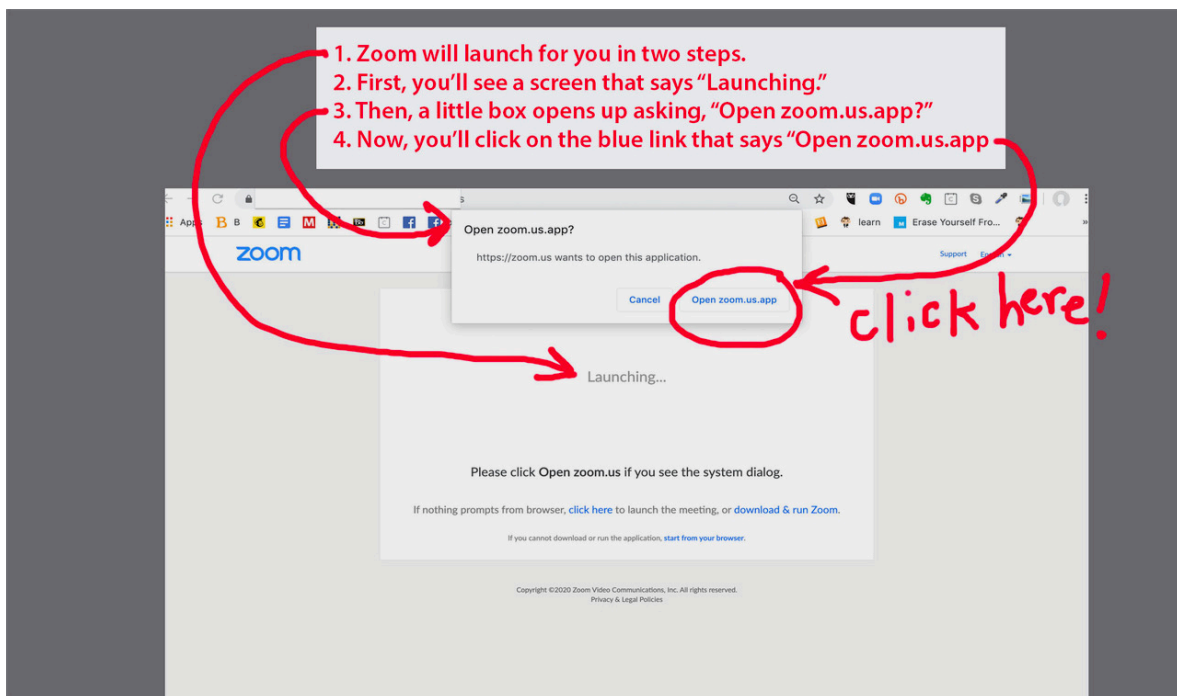 1. Zoom will launch for you in two steps.
2. First, you'll see a screen that says “Launching.”
3. Then, a little box opens up asking, “Open zoom.us.app?”
4. Now, you'll click on the blue link that says “Open zoom.us.app
s
Apps B B learn Erase Yourself Fro... »
Open zoom.us.app?
https://zoom.us wants to open this application.
Cancel Open zoom.us.app
zoom Support English
click here!
Launching...
Please click Open zoom.us if you see the system dialog.
If nothing prompts from browser, click here to launch the meeting, or download & run Zoom.
If you cannot download or run the application, start from your browser.
Copyright ©2020 Zoom Video Communications, Inc. All rights reserved.
Privacy & Legal Policies